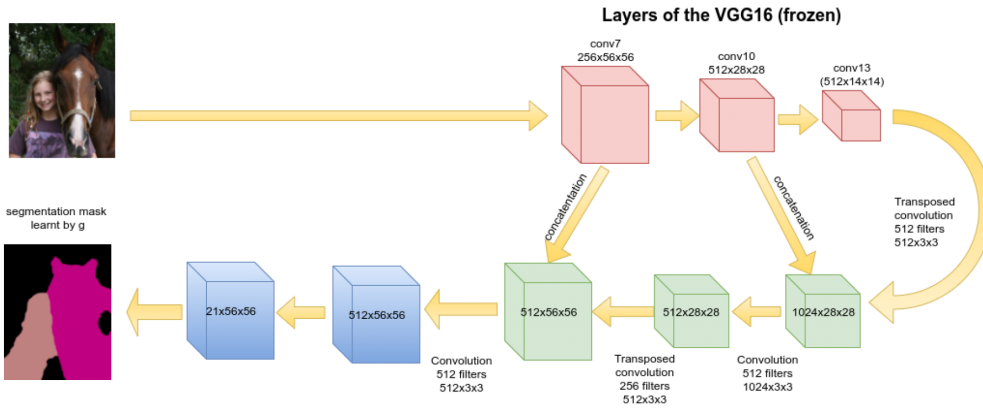 Layers of the VGG16 (frozen)
conv7
256x56x56
conv10
512x28x28
conv13
(512x14x14)
concatentation
concatenation
Transposed
convolution
512 filters
512x3x3
segmentation mask
learnt by g
21x56x56
512x56x56
512x56x56
512x28x28
1024x28x28
Convolution
512 filters
512x3x3
Transposed
convolution
256 filters
512x3x3
Convolution
512 filters
1024x3x3